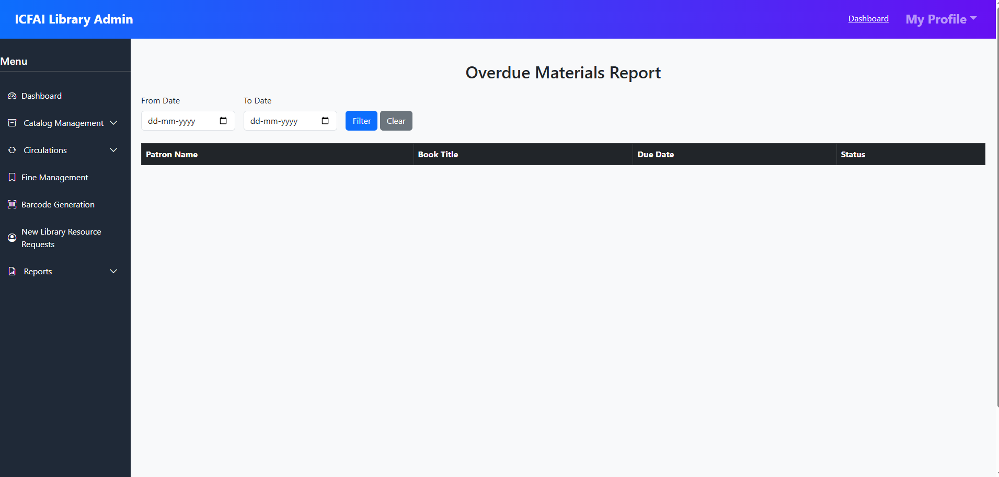 ICFAI Library Admin
Dashboard
My Profile
Menu
Dashboard
Catalog Management
Circulations
Fine Management
Barcode Generation
New Library Resource
Requests
Reports
Overdue Materials Report
From Date
To Date
dd-mm-yyyy
dd-mm-yyyy
Filter
Clear
Patron Name
Book Title
Due Date
Status